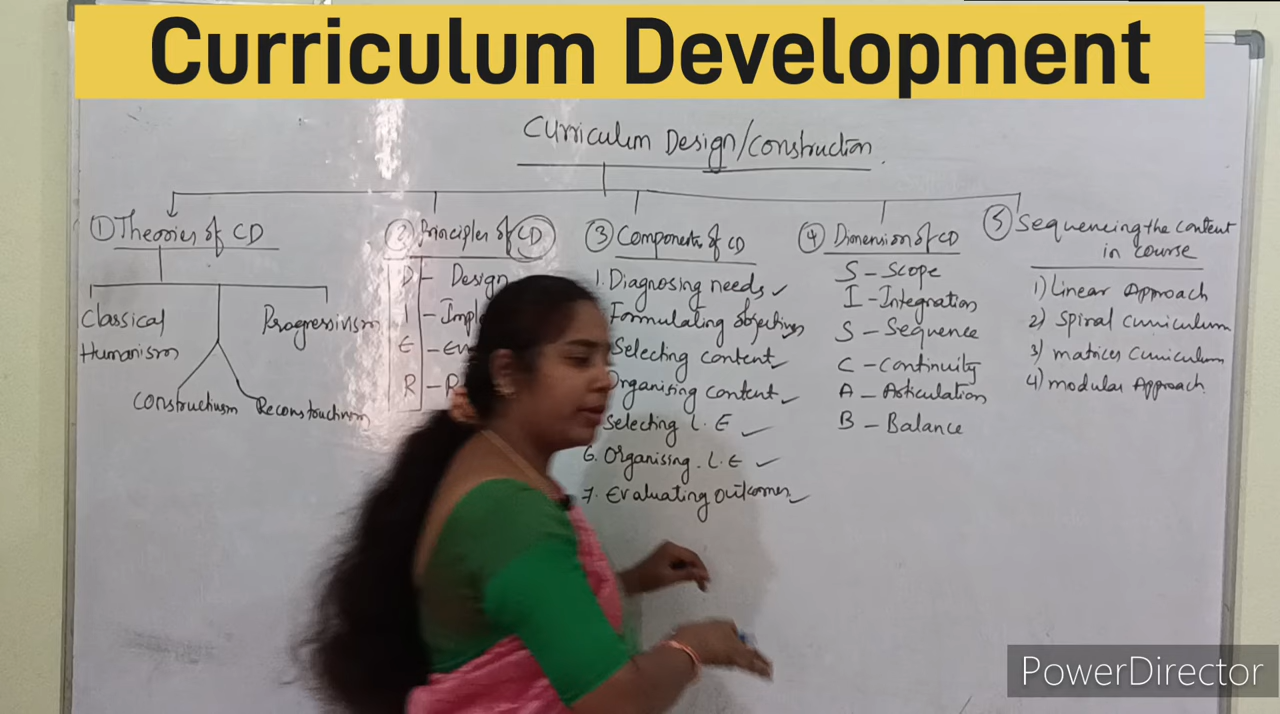 Curriculum Development
Curriculum Design/construction.
① Theories of CD
Classical
Humanism
Progressivism
Constructivism
Reconstructivism
② Principles of CD
D - Design
I
E
R
③ Components of CD
1. Diagnosing needs ✓
Formulating objectives ✓
Selecting content ✓
Organising content ✓
Selecting L.E ✓
6. Organising. L.E ✓
7. Evaluating outcomes ✓
④ Dimension of CD
S - Scope
I - Integration
S - Sequence
C - Continuity
A - Articulation
B - Balance
⑤ Sequencing the content
in course
1) Linear Approach
2) Spiral curriculum
3) matrices curriculum
4) modular Approach
PowerDirector